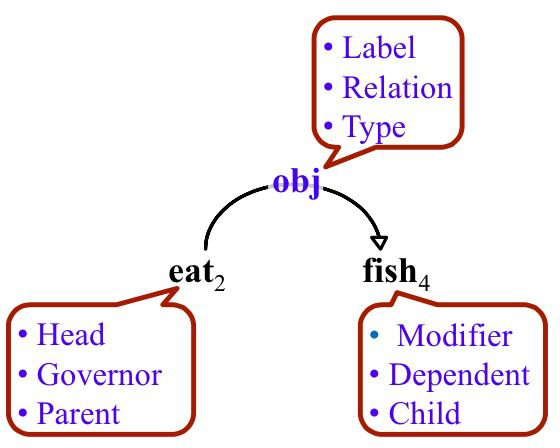 • Label
• Relation
• Type
obj
eat₂
fish₄
• Head
• Governor
• Parent
• Modifier
• Dependent
• Child